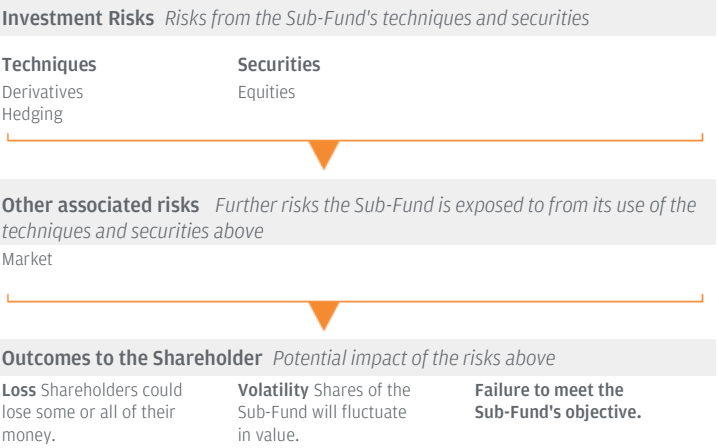 Investment Risks Risks from the Sub-Fund's techniques and securities
Techniques
Derivatives
Hedging
Securities
Equities
Other associated risks Further risks the Sub-Fund is exposed to from its use of the
techniques and securities above
Market
Outcomes to the Shareholder Potential impact of the risks above
Loss Shareholders could
lose some or all of their
money.
Volatility Shares of the
Sub-Fund will fluctuate
in value.
Failure to meet the
Sub-Fund's objective.